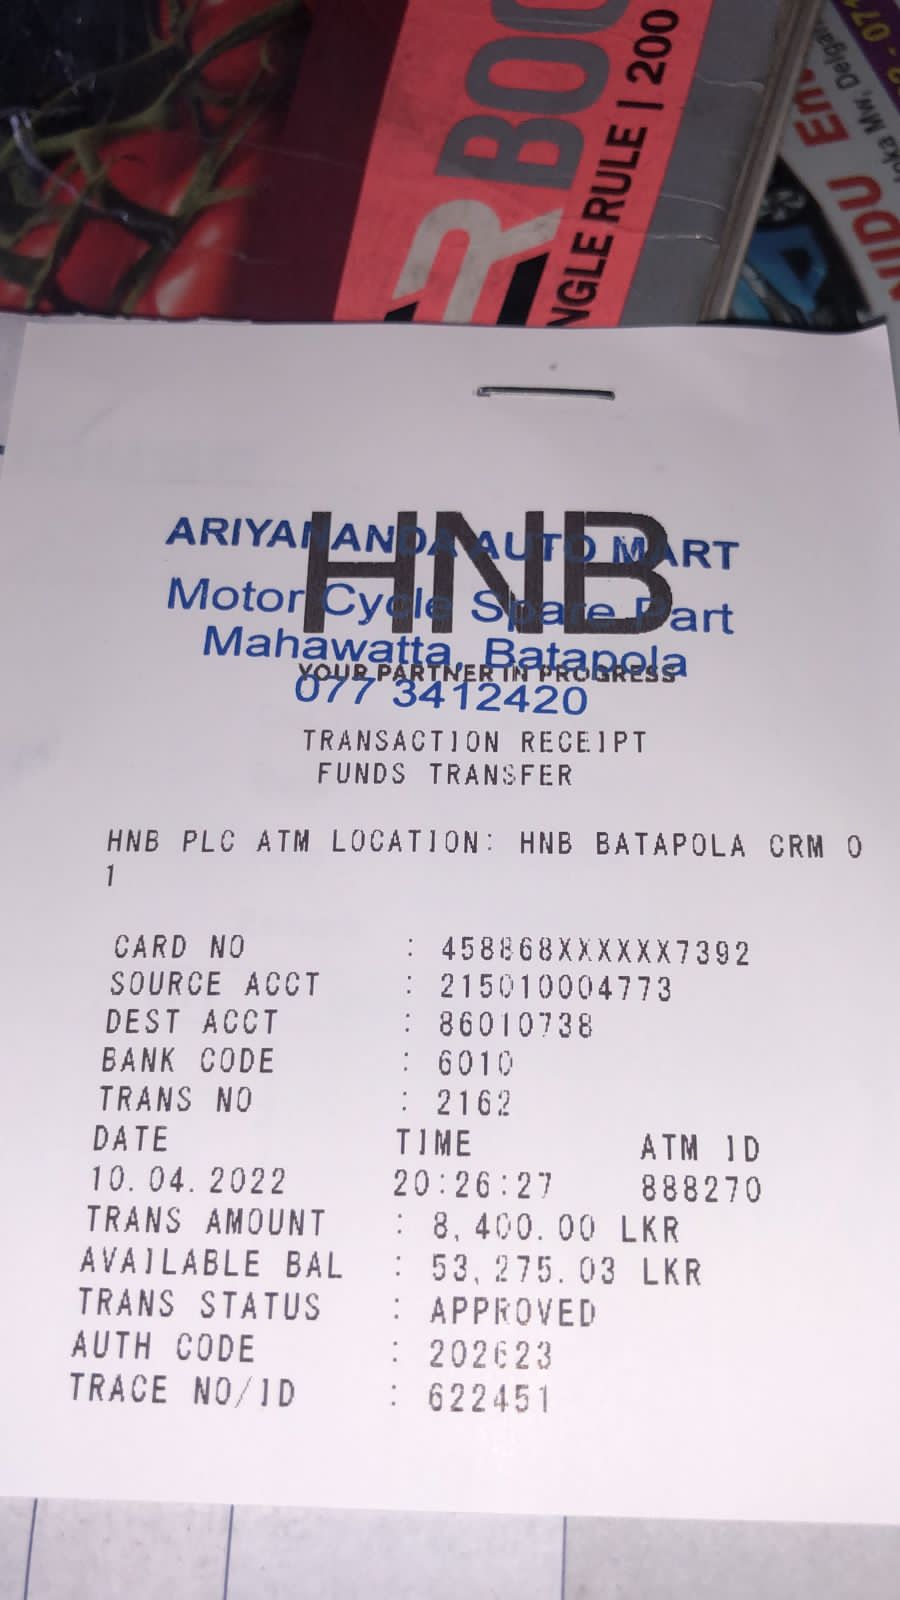 R BOO
NGLE RULE | 200
HNB
ARIYANANDA AUTO MART
Motor Cycle Spare Part
Mahawatta, Batapola
YOUR PARTNER IN PROGRESS
077 3412420
TRANSACTION RECEIPT
FUNDS TRANSFER
HNB PLC ATM LOCATION: HNB BATAPOLA CRM 0
1
CARD NO : 458868XXXXXX7392
SOURCE ACCT : 215010004773
DEST ACCT : 86010738
BANK CODE : 6010
TRANS NO : 2162
DATE TIME ATM ID
10.04.2022 20:26:27 888270
TRANS AMOUNT : 8,400.00 LKR
AVAILABLE BAL : 53,275.03 LKR
TRANS STATUS : APPROVED
AUTH CODE : 202623
TRACE NO/ID : 622451